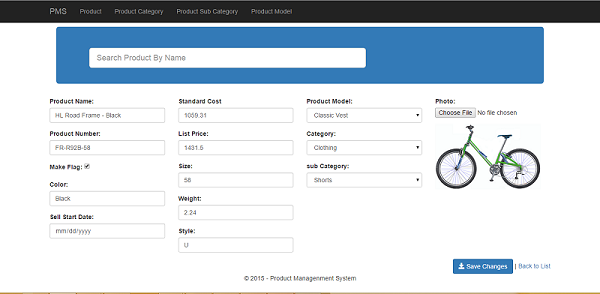 PMS Product Product Category Product Sub Category Product Model
Search Product By Name
Product Name:
HL Road Frame - Black
Product Number:
FR-R92B-58
Make Flag:
Color:
Black
Sell Start Date:
mm/dd/yyyy
Standard Cost
1059.31
List Price:
1431.5
Size:
58
Weight:
2.24
Style:
U
Product Model:
Classic Vest
Category:
Clothing
sub Category:
Shorts
Photo:
Choose File No file chosen
Save Changes | Back to List
© 2015 - Product Managenment System